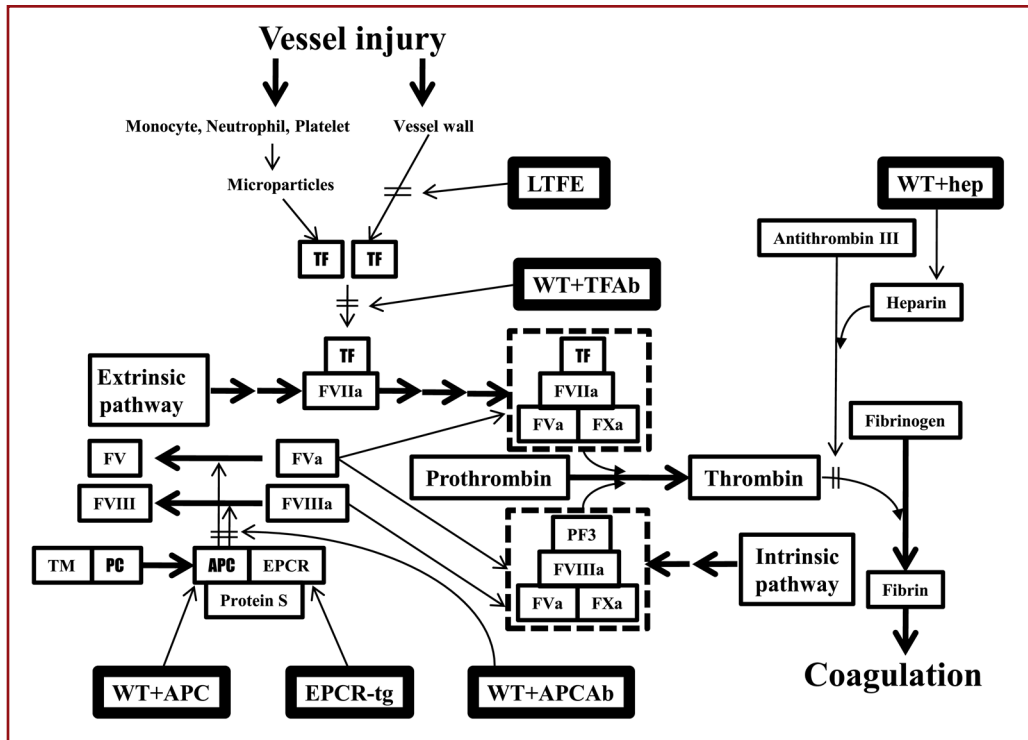 Vessel injury
Monocyte, Neutrophil, Platelet
Vessel wall
Microparticles
LTFE
WT+hep
Antithrombin III
TF
TF
Heparin
WT+TFAb
TF
FVIIa
Extrinsic
pathway
TF
FVIIa
FVa
FXa
Fibrinogen
FV
FVa
Prothrombin
Thrombin
FVIII
FVIIIa
PF3
FVIIIa
FVa
FXa
Intrinsic
pathway
TM
PC
APC
EPCR
Protein S
Fibrin
Coagulation
WT+APC
EPCR-tg
WT+APCAb